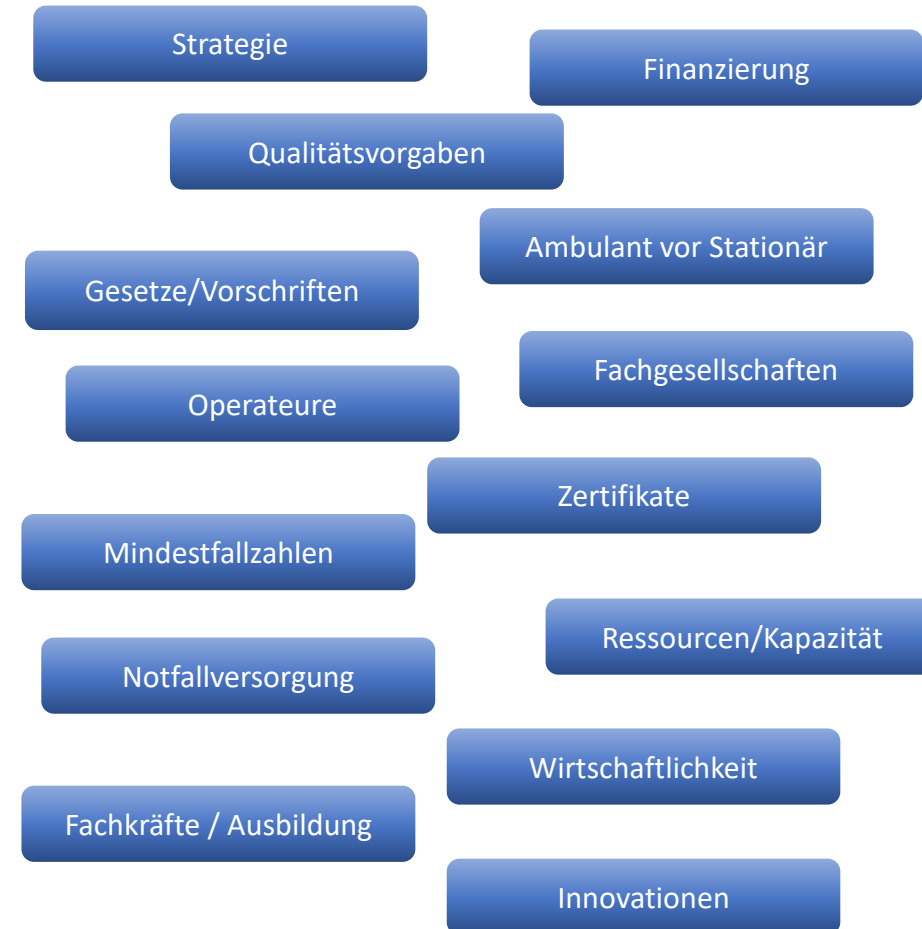 Strategie
Finanzierung
Qualitätsvorgaben
Ambulant vor Stationär
Gesetze/Vorschriften
Fachgesellschaften
Operateure
Zertifikate
Mindestfallzahlen
Ressourcen/Kapazität
Notfallversorgung
Wirtschaftlichkeit
Fachkräfte / Ausbildung
Innovationen